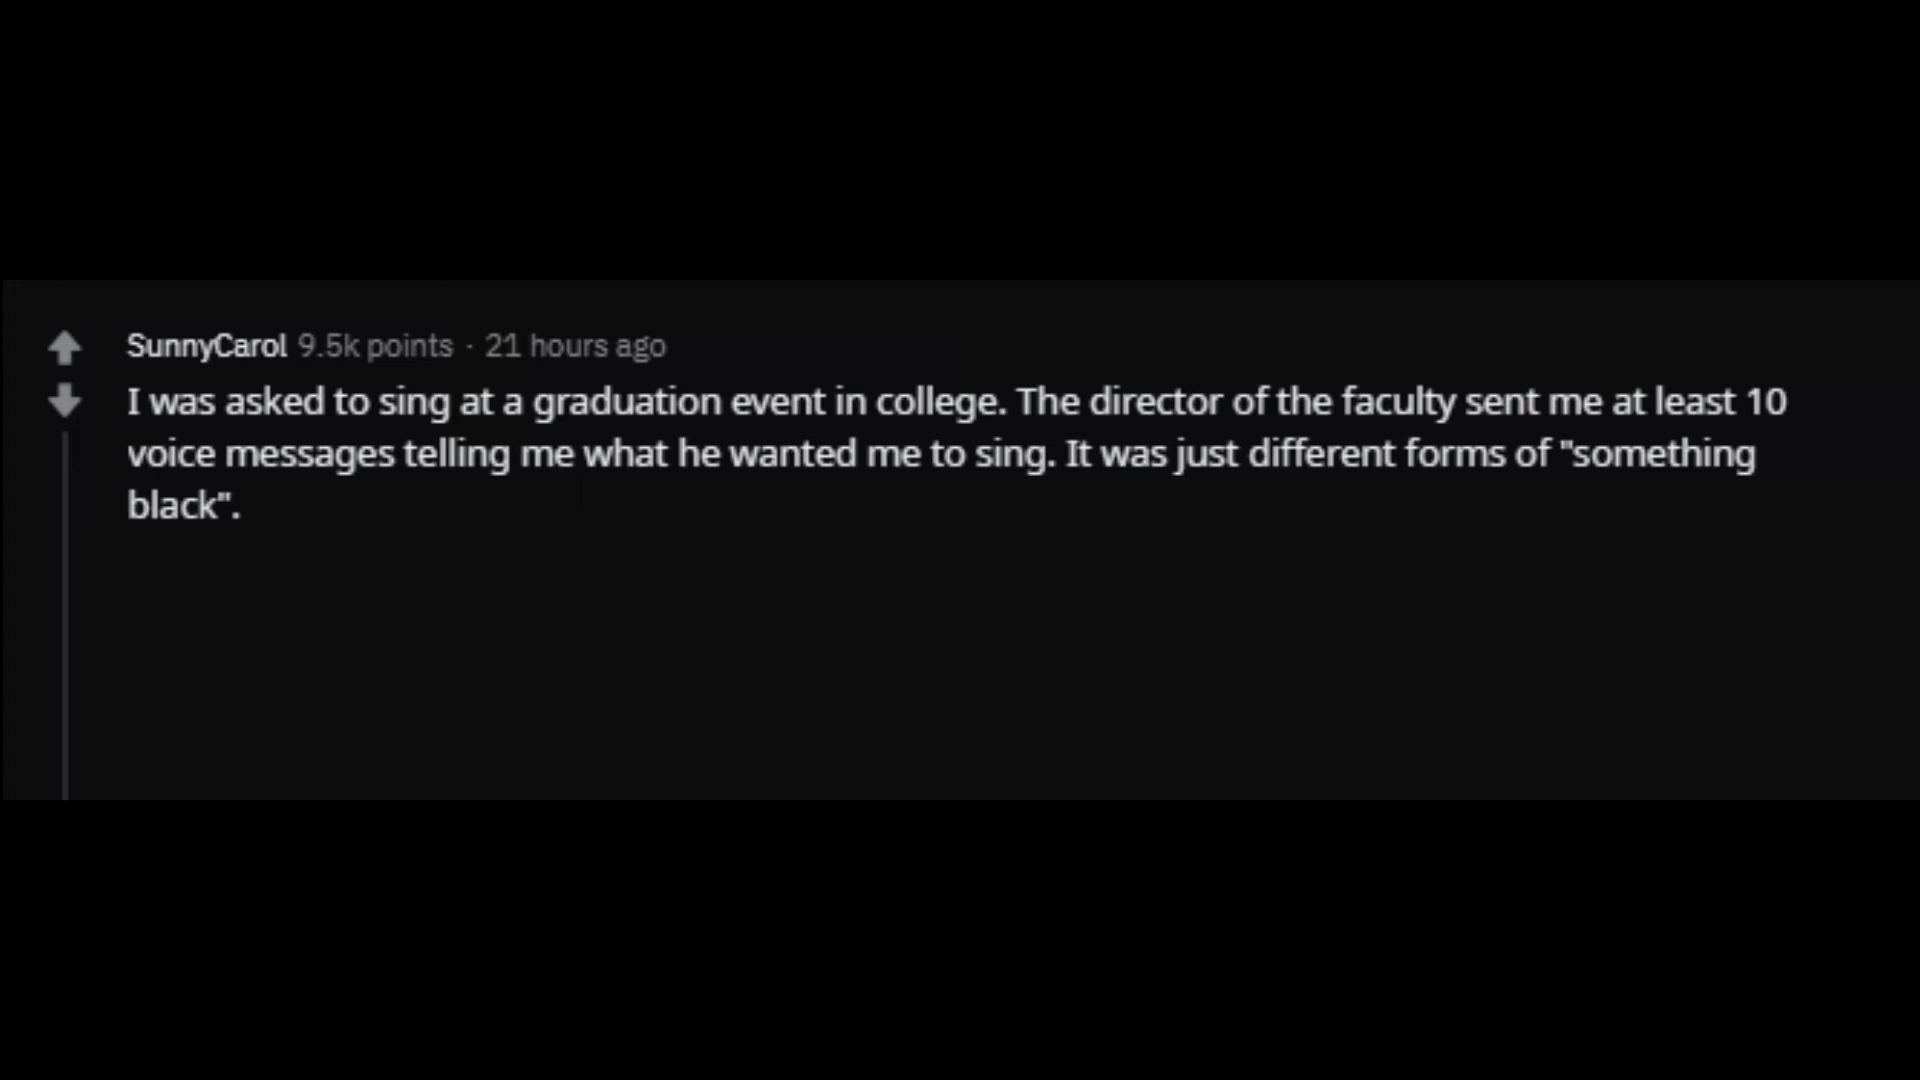 SunnyCarol 9.5k points · 21 hours ago
I was asked to sing at a graduation event in college. The director of the faculty sent me at least 10
voice messages telling me what he wanted me to sing. It was just different forms of "something
black".